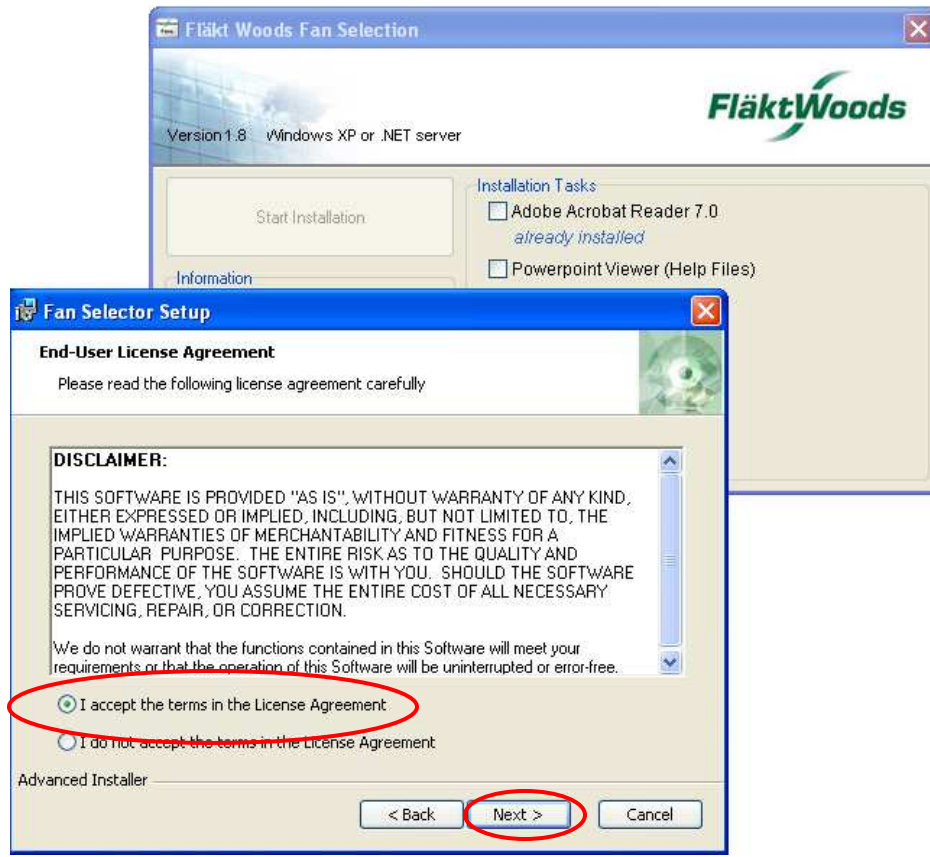 Fläkt Woods Fan Selection
FläktWoods
Version 1.8 Windows XP or .NET server
Start Installation
Installation Tasks
Adobe Acrobat Reader 7.0
already installed
Powerpoint Viewer (Help Files)
Information
Fan Selector Setup
End-User License Agreement
Please read the following license agreement carefully
DISCLAIMER:
THIS SOFTWARE IS PROVIDED "AS IS", WITHOUT WARRANTY OF ANY KIND,
EITHER EXPRESSED OR IMPLIED, INCLUDING, BUT NOT LIMITED TO, THE
IMPLIED WARRANTIES OF MERCHANTABILITY AND FITNESS FOR A
PARTICULAR PURPOSE. THE ENTIRE RISK AS TO THE QUALITY AND
PERFORMANCE OF THE SOFTWARE IS WITH YOU. SHOULD THE SOFTWARE
PROVE DEFECTIVE, YOU ASSUME THE ENTIRE COST OF ALL NECESSARY
SERVICING, REPAIR, OR CORRECTION.
We do not warrant that the functions contained in this Software will meet your
requirements or that the operation of this Software will be uninterrupted or error-free.
I accept the terms in the License Agreement
I do not accept the terms in the License Agreement
Advanced Installer
< Back
Next >
Cancel